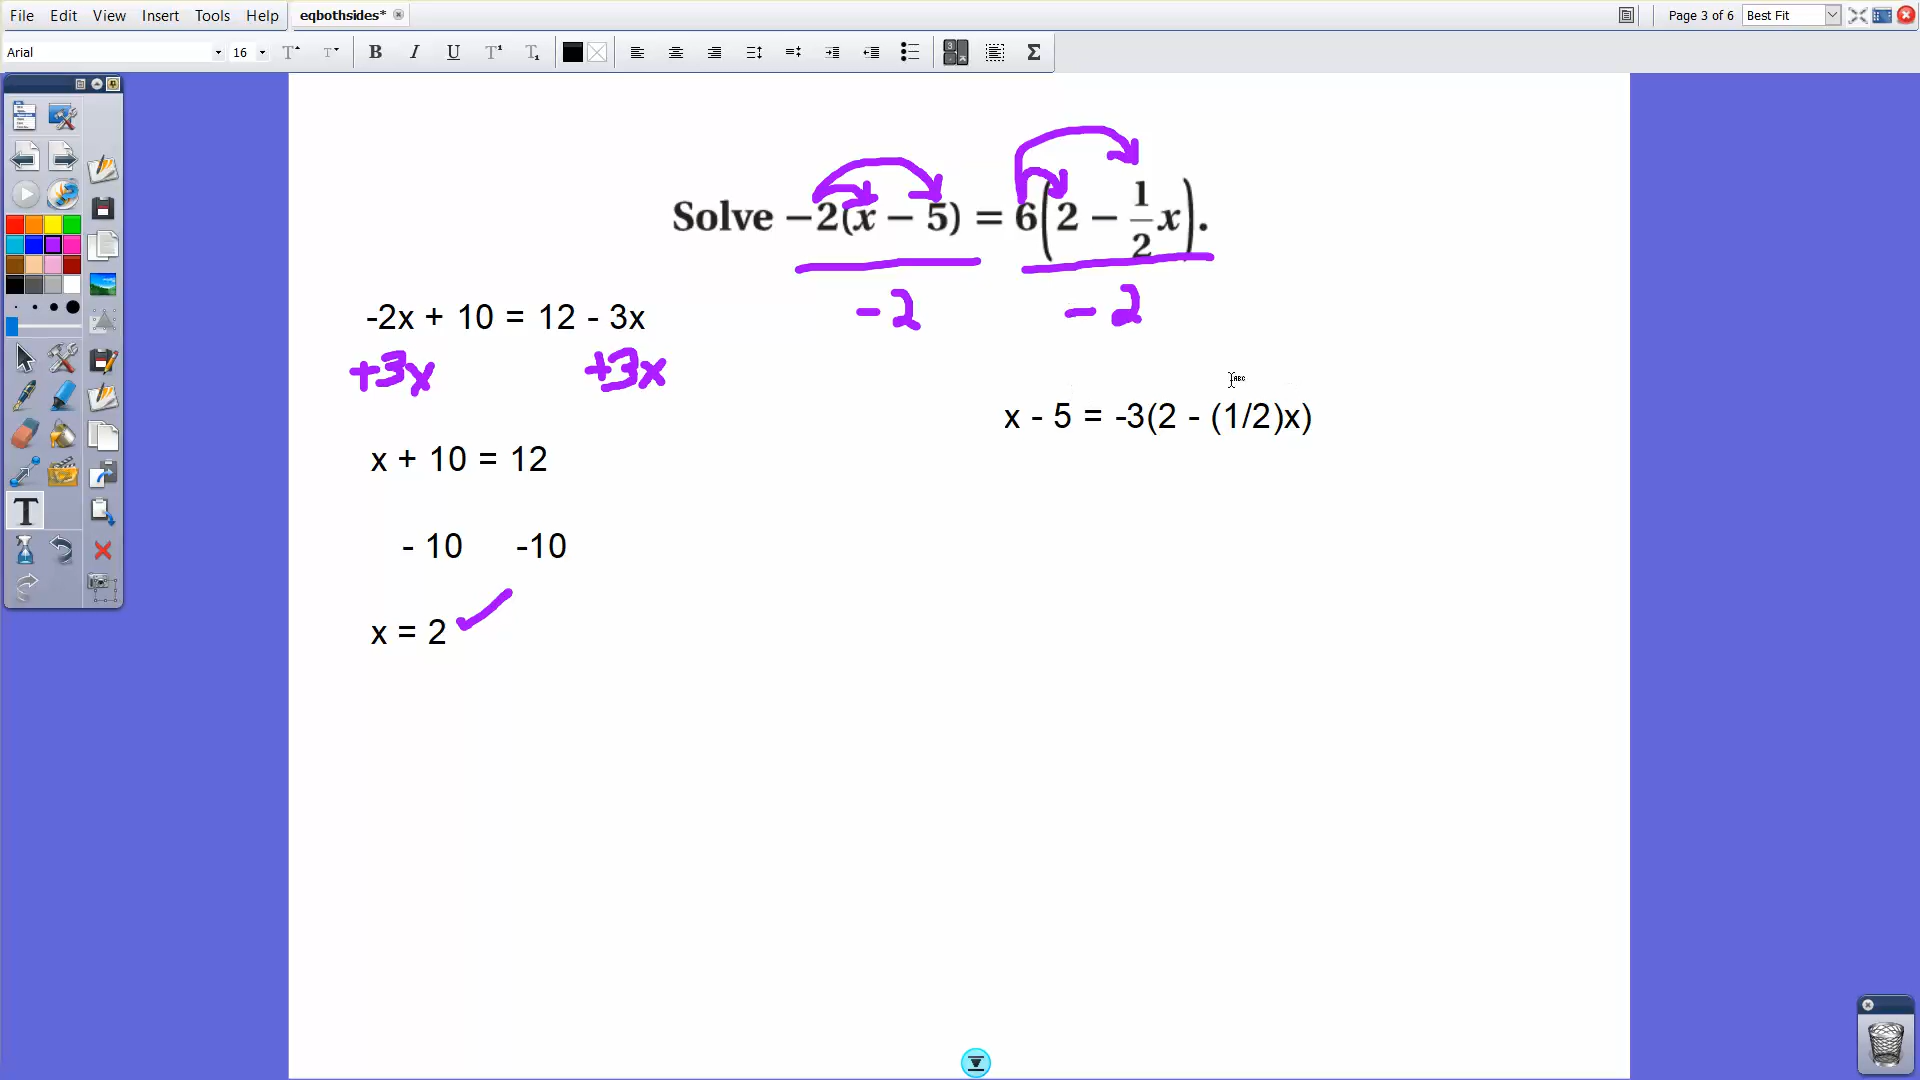 File Edit View Insert Tools Help
eqbothsides*
Page 3 of 6
Best Fit
Arial
16
B I U
Solve −2(x − 5) = 6(2 − 1/2 x).
-2
-2
-2x + 10 = 12 - 3x
+3x +3x
x - 5 = -3(2 - (1/2)x)
x + 10 = 12
- 10 -10
x = 2